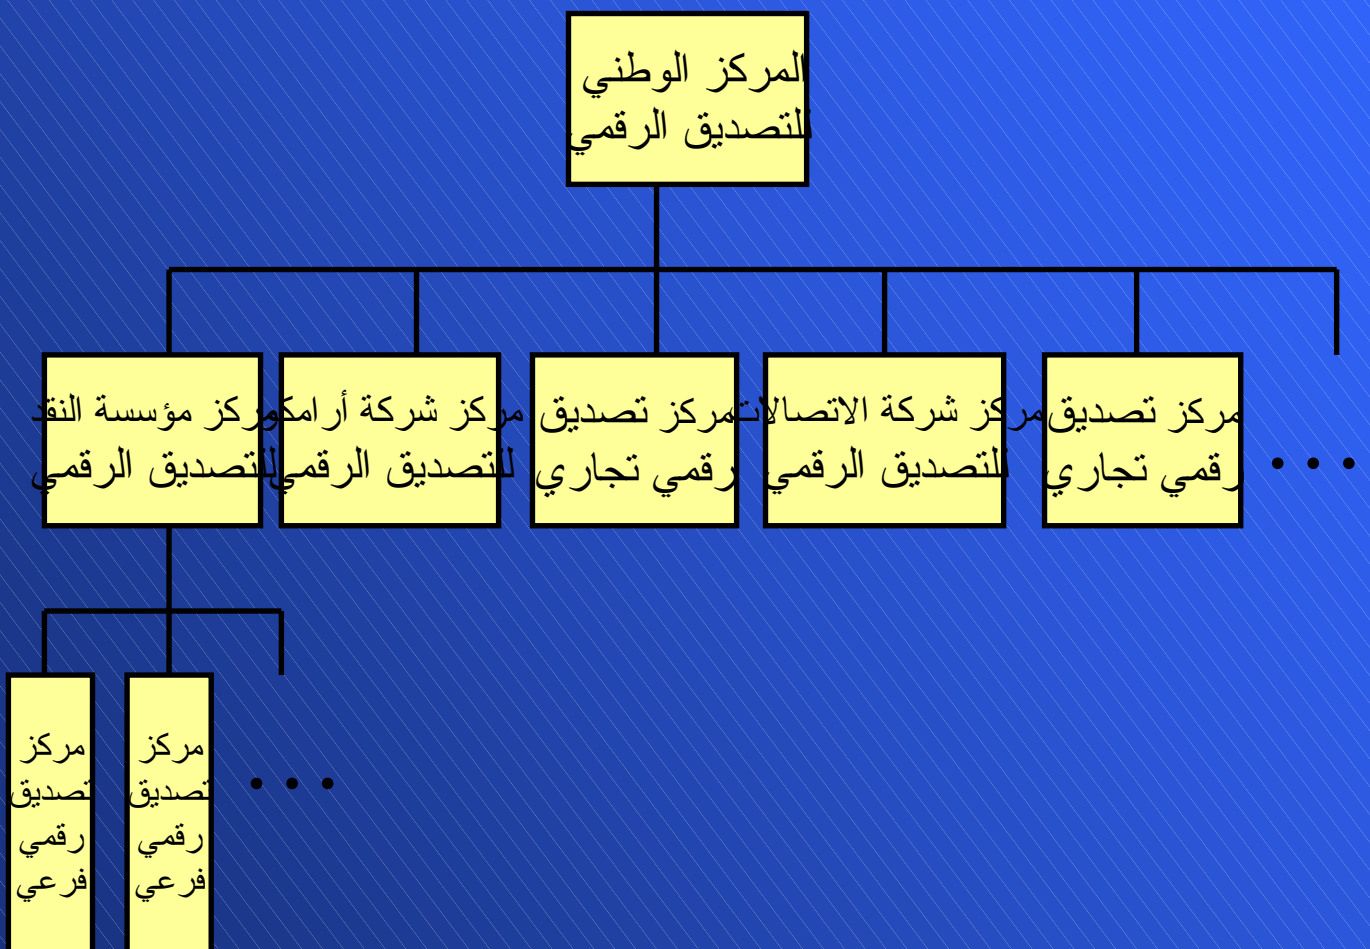 المركز الوطني
للتصديق الرقمي
مركز تصديق
رقمي تجاري
مركز شركة الاتصالات
للتصديق الرقمي
مركز تصديق
رقمي تجاري
مركز شركة أرامكو
للتصديق الرقمي
مركز مؤسسة النقد
للتصديق الرقمي
. . .
مركز
تصديق
رقمي
فرعي
مركز
تصديق
رقمي
فرعي
. . .